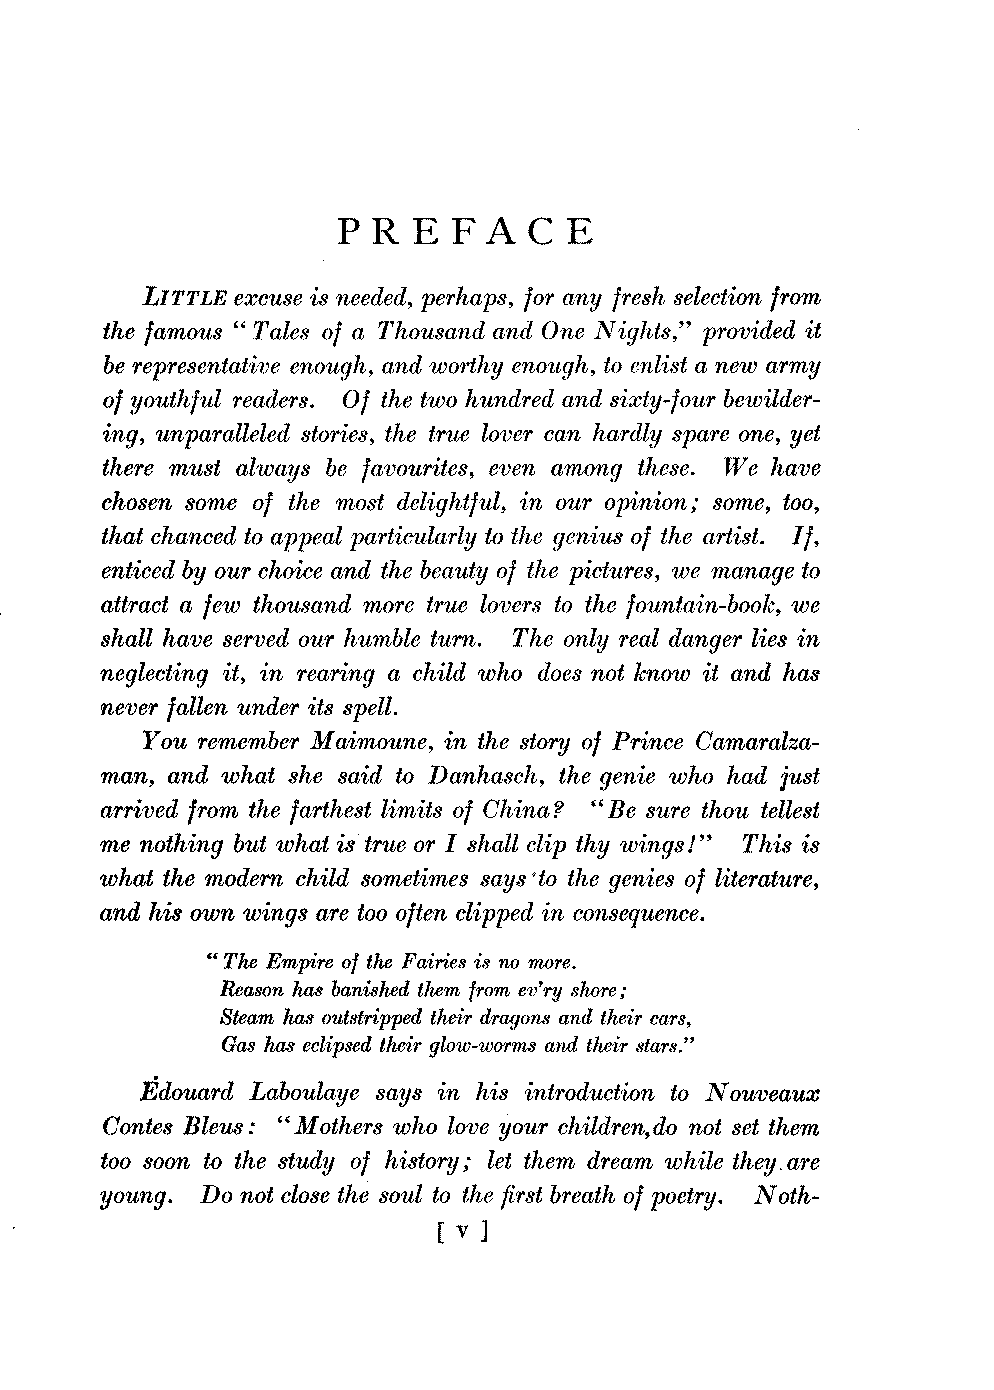 PREFACE
LITTLE excuse is needed, perhaps, for any fresh selection from
the famous “Tales of a Thousand and One Nights,” provided it
be representative enough, and worthy enough, to enlist a new army
of youthful readers. Of the two hundred and sixty-four bewilder-
ing, unparalleled stories, the true lover can hardly spare one, yet
there must always be favourites, even among these. We have
chosen some of the most delightful, in our opinion; some, too,
that chanced to appeal particularly to the genius of the artist. If,
enticed by our choice and the beauty of the pictures, we manage to
attract a few thousand more true lovers to the fountain-book, we
shall have served our humble turn. The only real danger lies in
neglecting it, in rearing a child who does not know it and has
never fallen under its spell.
You remember Maimoune, in the story of Prince Camaralza-
man, and what she said to Danhasch, the genie who had just
arrived from the farthest limits of China? “Be sure thou tellest
me nothing but what is true or I shall clip thy wings!” This is
what the modern child sometimes says to the genies of literature,
and his own wings are too often clipped in consequence.
“The Empire of the Fairies is no more.
Reason has banished them from ev’ry shore;
Steam has outstripped their dragons and their cars,
Gas has eclipsed their glow-worms and their stars.”
Édouard Laboulaye says in his introduction to Nouveaux
Contes Bleus: “Mothers who love your children, do not set them
too soon to the study of history; let them dream while they are
young. Do not close the soul to the first breath of poetry. Noth-
[ v ]